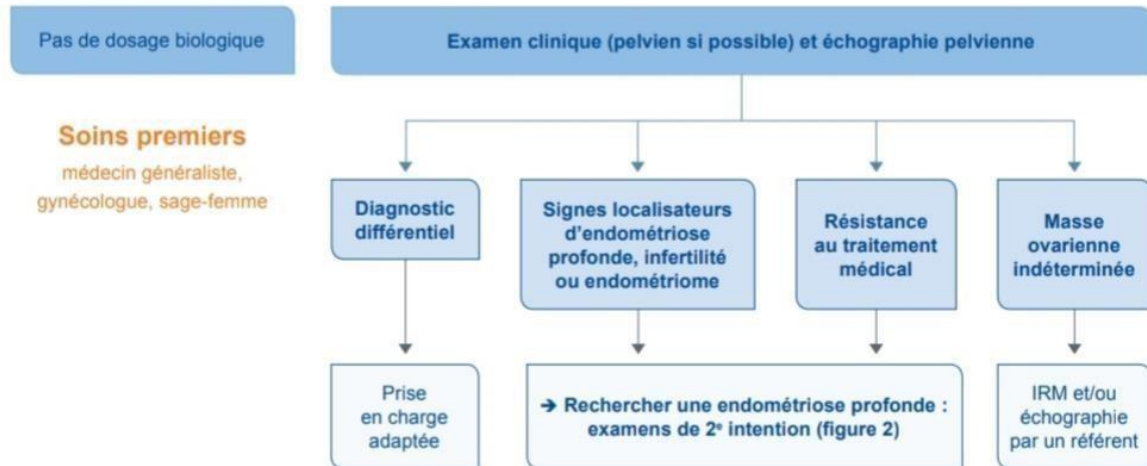 Pas de dosage biologique
Examen clinique (pelvien si possible) et échographie pelvienne
Soins premiers
médecin généraliste,
gynécologue, sage-femme
Diagnostic
différentiel
Signes localisateurs
d'endométriose
profonde, infertilité
ou endométriome
Résistance
au traitement
médical
Masse
ovarienne
indéterminée
Prise
en charge
adaptée
➔ Rechercher une endométriose profonde :
examens de 2e intention (figure 2)
IRM et/ou
échographie
par un référent